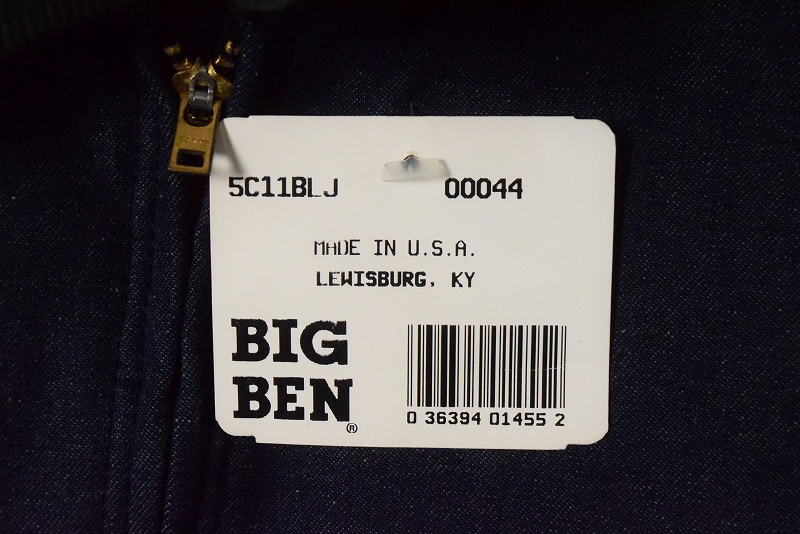 5C11BLJ 00044
MADE IN U.S.A.
LEWISBURG, KY
BIG
BEN®
0 36394 01455 2